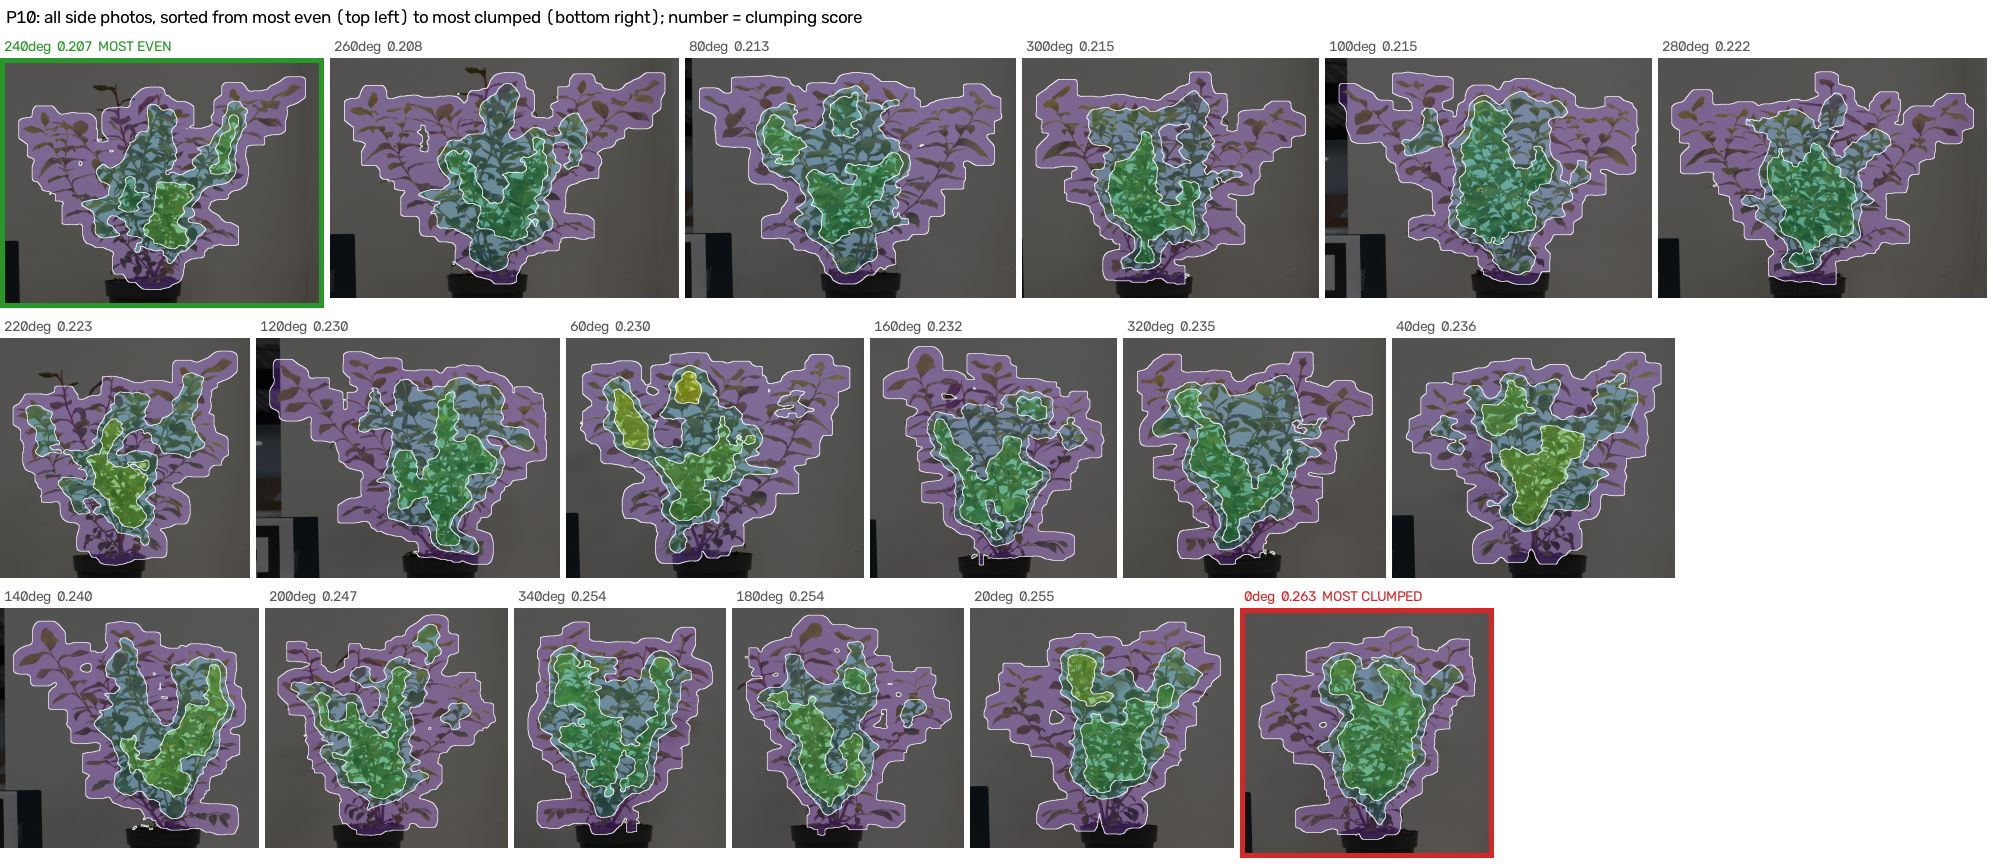 P10: all side photos, sorted from most even (top left) to most clumped (bottom right); number = clumping score
240deg 0.207 MOST EVEN
260deg 0.208
80deg 0.213
300deg 0.215
100deg 0.215
280deg 0.222
220deg 0.223
120deg 0.230
60deg 0.230
160deg 0.232
320deg 0.235
40deg 0.236
140deg 0.240
200deg 0.247
340deg 0.254
180deg 0.254
20deg 0.255
0deg 0.263 MOST CLUMPED